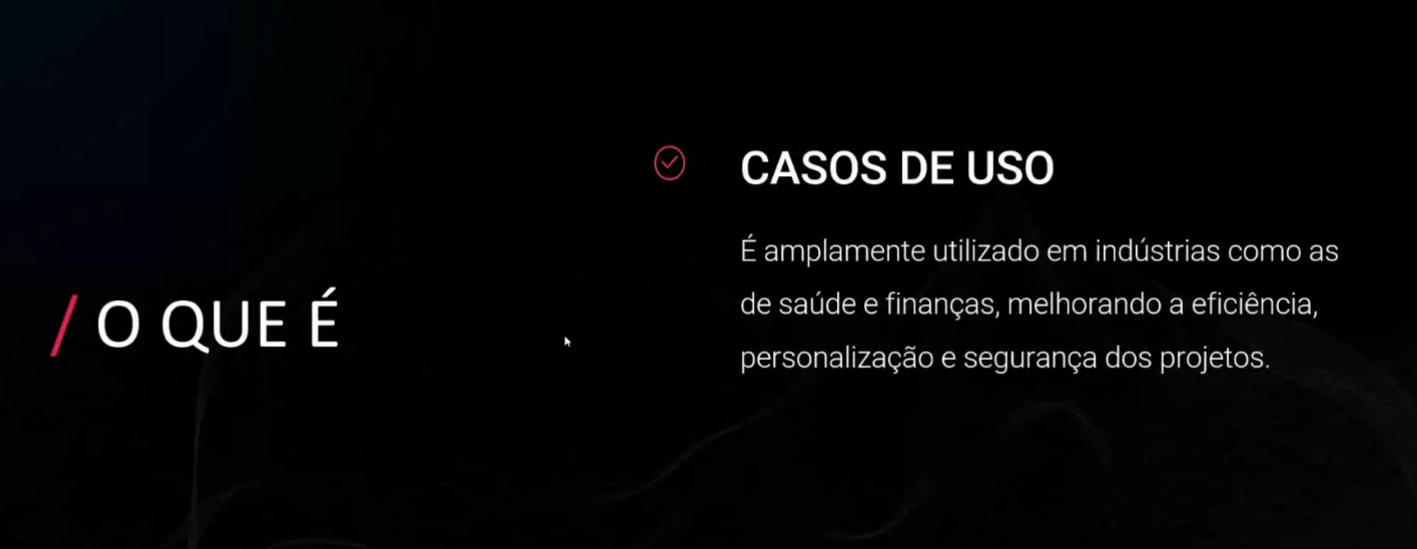 / O QUE É
CASOS DE USO
É amplamente utilizado em indústrias como as
de saúde e finanças, melhorando a eficiência,
personalização e segurança dos projetos.